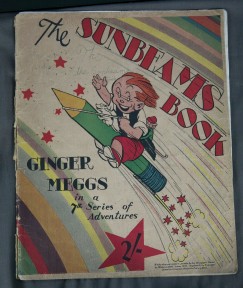 The
SUNBEAMS
BOOK
GINGER
MEGGS
in a
7th Series of
Adventures
2/-